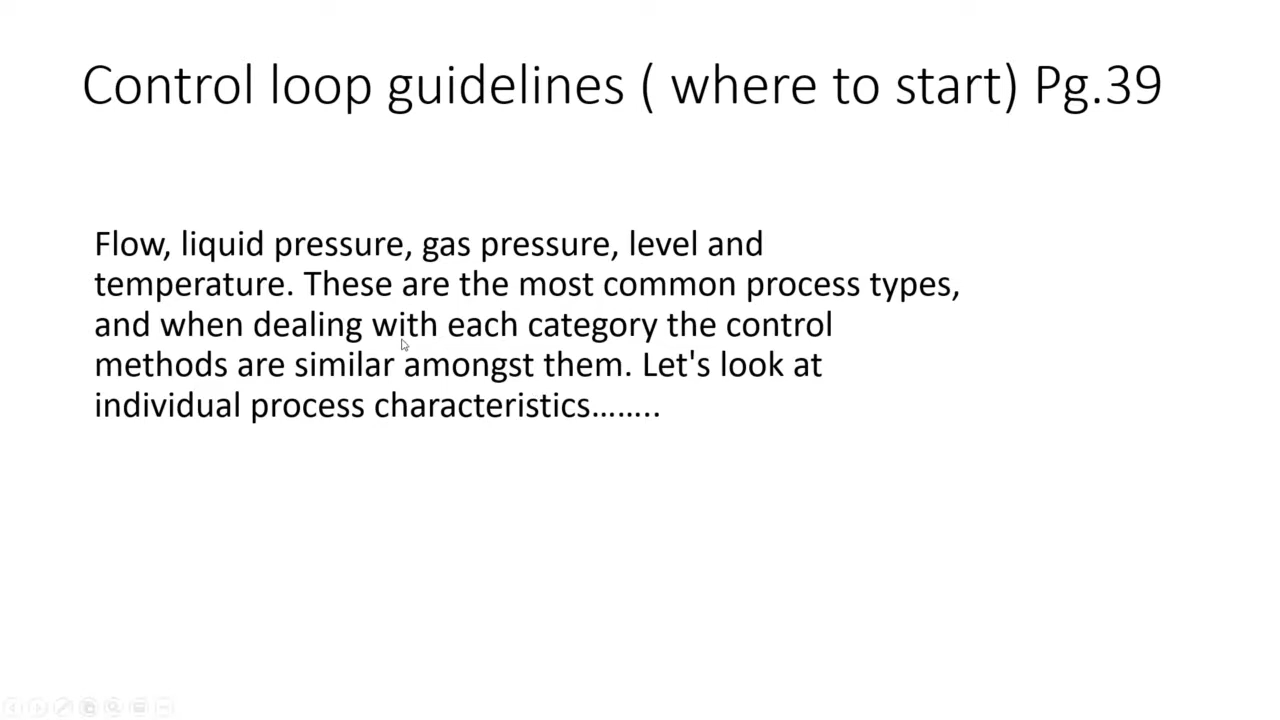 Control loop guidelines ( where to start) Pg.39
Flow, liquid pressure, gas pressure, level and
temperature. These are the most common process types,
and when dealing with each category the control
methods are similar amongst them. Let's look at
individual process characteristics……..